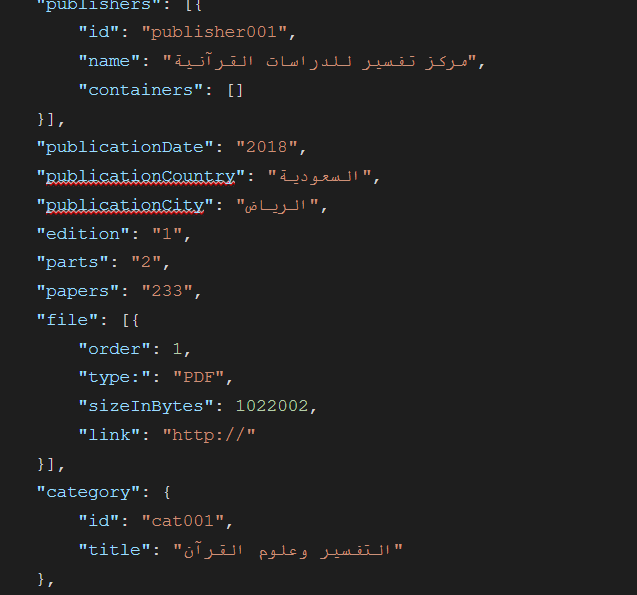 "publishers": [{
"id": "publisher001",
"name": "مركز تفسير للدراسات القرآنية",
"containers": []
}],
"publicationDate": "2018",
"publicationCountry": "السعودية",
"publicationCity": "الرياض",
"edition": "1",
"parts": "2",
"papers": "233",
"file": [{
"order": 1,
"type:": "PDF",
"sizeInBytes": 1022002,
"link": "http://"
}],
"category": {
"id": "cat001",
"title": "التفسير وعلوم القرآن"
},